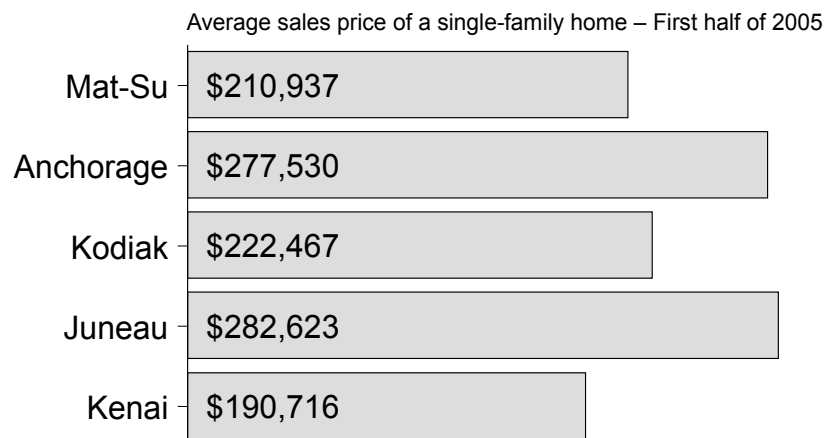 Average sales price of a single-family home – First half of 2005
Mat-Su $210,937
Anchorage $277,530
Kodiak $222,467
Juneau $282,623
Kenai $190,716